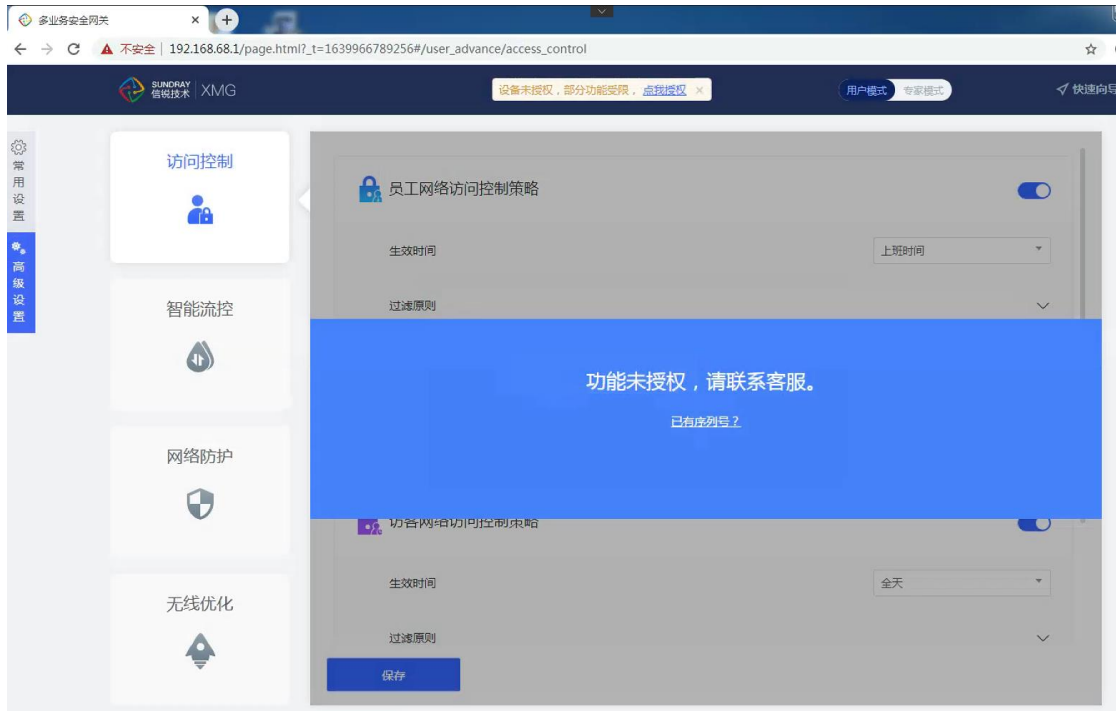 多业务安全网关
不安全 192.168.68.1/page.html?_t=1639966789256#/user_advance/access_control
SUNDRAY
信锐技术 XMG
设备未授权，部分功能受限， 点我授权 ×
用户模式 专家模式
快速向导
常用设置
高级设置
访问控制
智能流控
网络防护
无线优化
员工网络访问控制策略
生效时间 上班时间
过滤原则
功能未授权，请联系客服。
已有序列号？
访客网络访问控制策略
生效时间 全天
过滤原则
保存